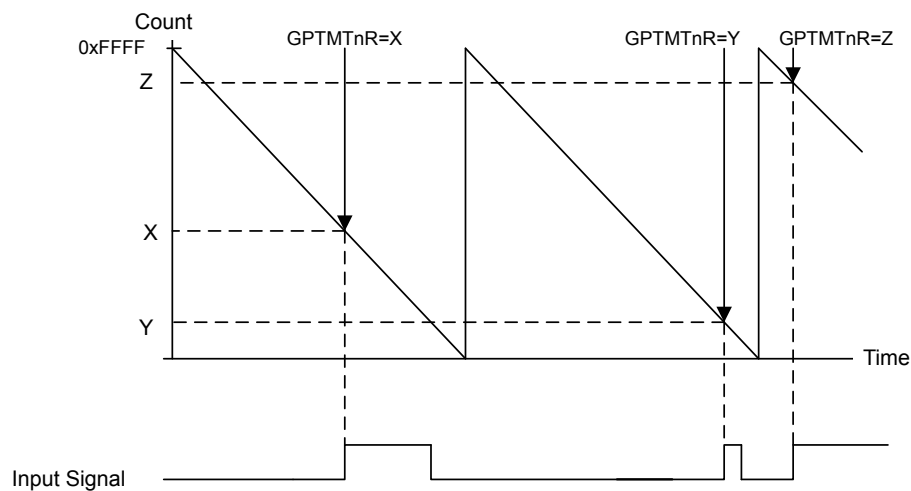 Count
0xFFFF
GPTMTnR=X
GPTMTnR=Y
GPTMTnR=Z
Z
X
Y
Time
Input Signal